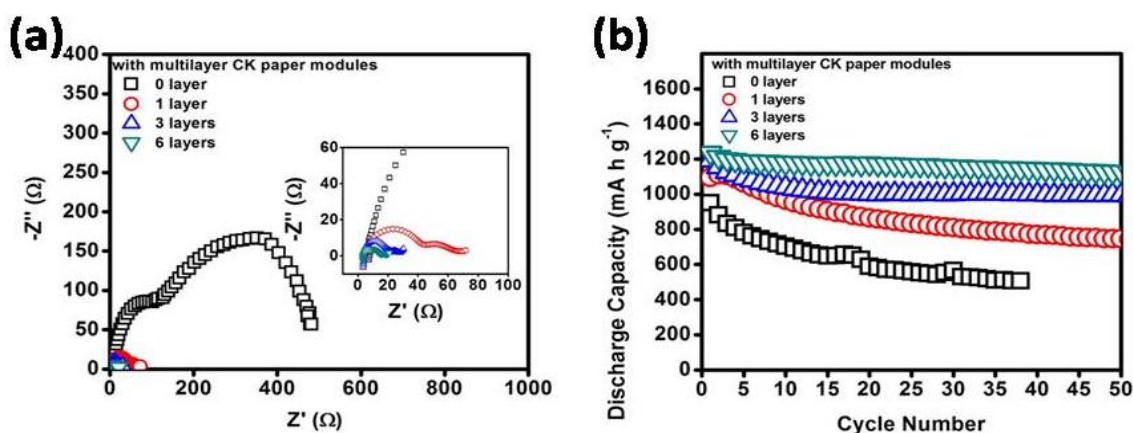 (a)
with multilayer CK paper modules
0 layer
1 layer
3 layers
6 layers
400
350
300
250
200
150
100
50
0
-Z'' (Ω)
0 200 400 600 800 1000
Z' (Ω)
60
40
20
0
-Z'' (Ω)
0 20 40 60 80 100
Z' (Ω)
(b)
with multilayer CK paper modules
0 layer
1 layers
3 layers
6 layers
1600
1400
1200
1000
800
600
400
200
0
Discharge Capacity (mA h g⁻¹)
0 5 10 15 20 25 30 35 40 45 50
Cycle Number